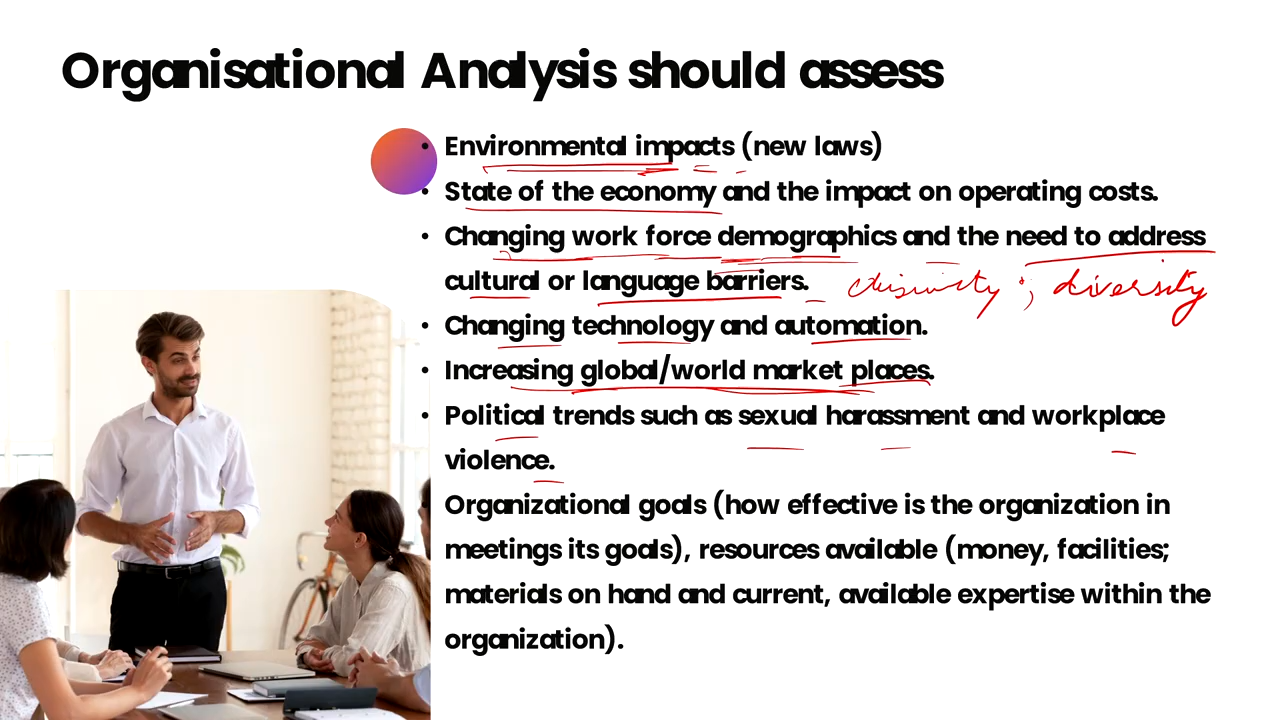 Organisational Analysis should assess
• Environmental impacts (new laws)
• State of the economy and the impact on operating costs.
• Changing work force demographics and the need to address
cultural or language barriers.
; diversity
• Changing technology and automation.
• Increasing global/world market places.
• Political trends such as sexual harassment and workplace
violence.
Organizational goals (how effective is the organization in
meetings its goals), resources available (money, facilities;
materials on hand and current, available expertise within the
organization).